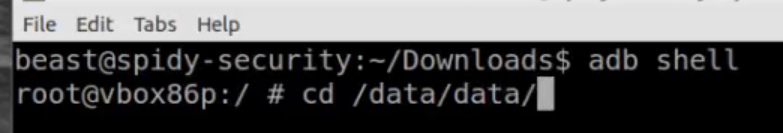 File Edit Tabs Help
beast@spidy-security:~/Downloads$ adb shell
root@vbox86p:/ # cd /data/data/